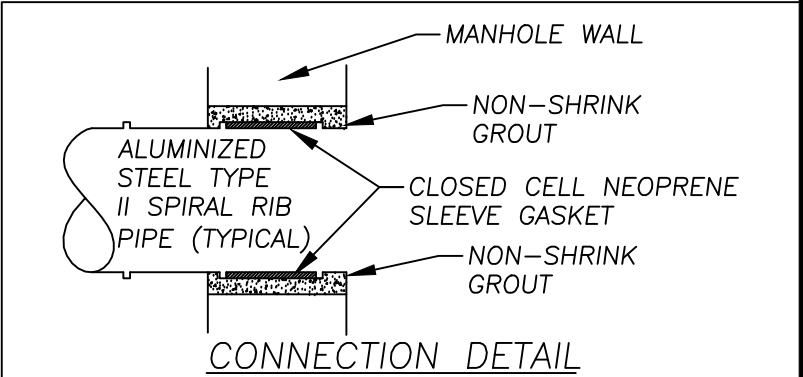 MANHOLE WALL
NON-SHRINK
GROUT
ALUMINIZED
STEEL TYPE
II SPIRAL RIB
PIPE (TYPICAL)
CLOSED CELL NEOPRENE
SLEEVE GASKET
NON-SHRINK
GROUT
CONNECTION DETAIL